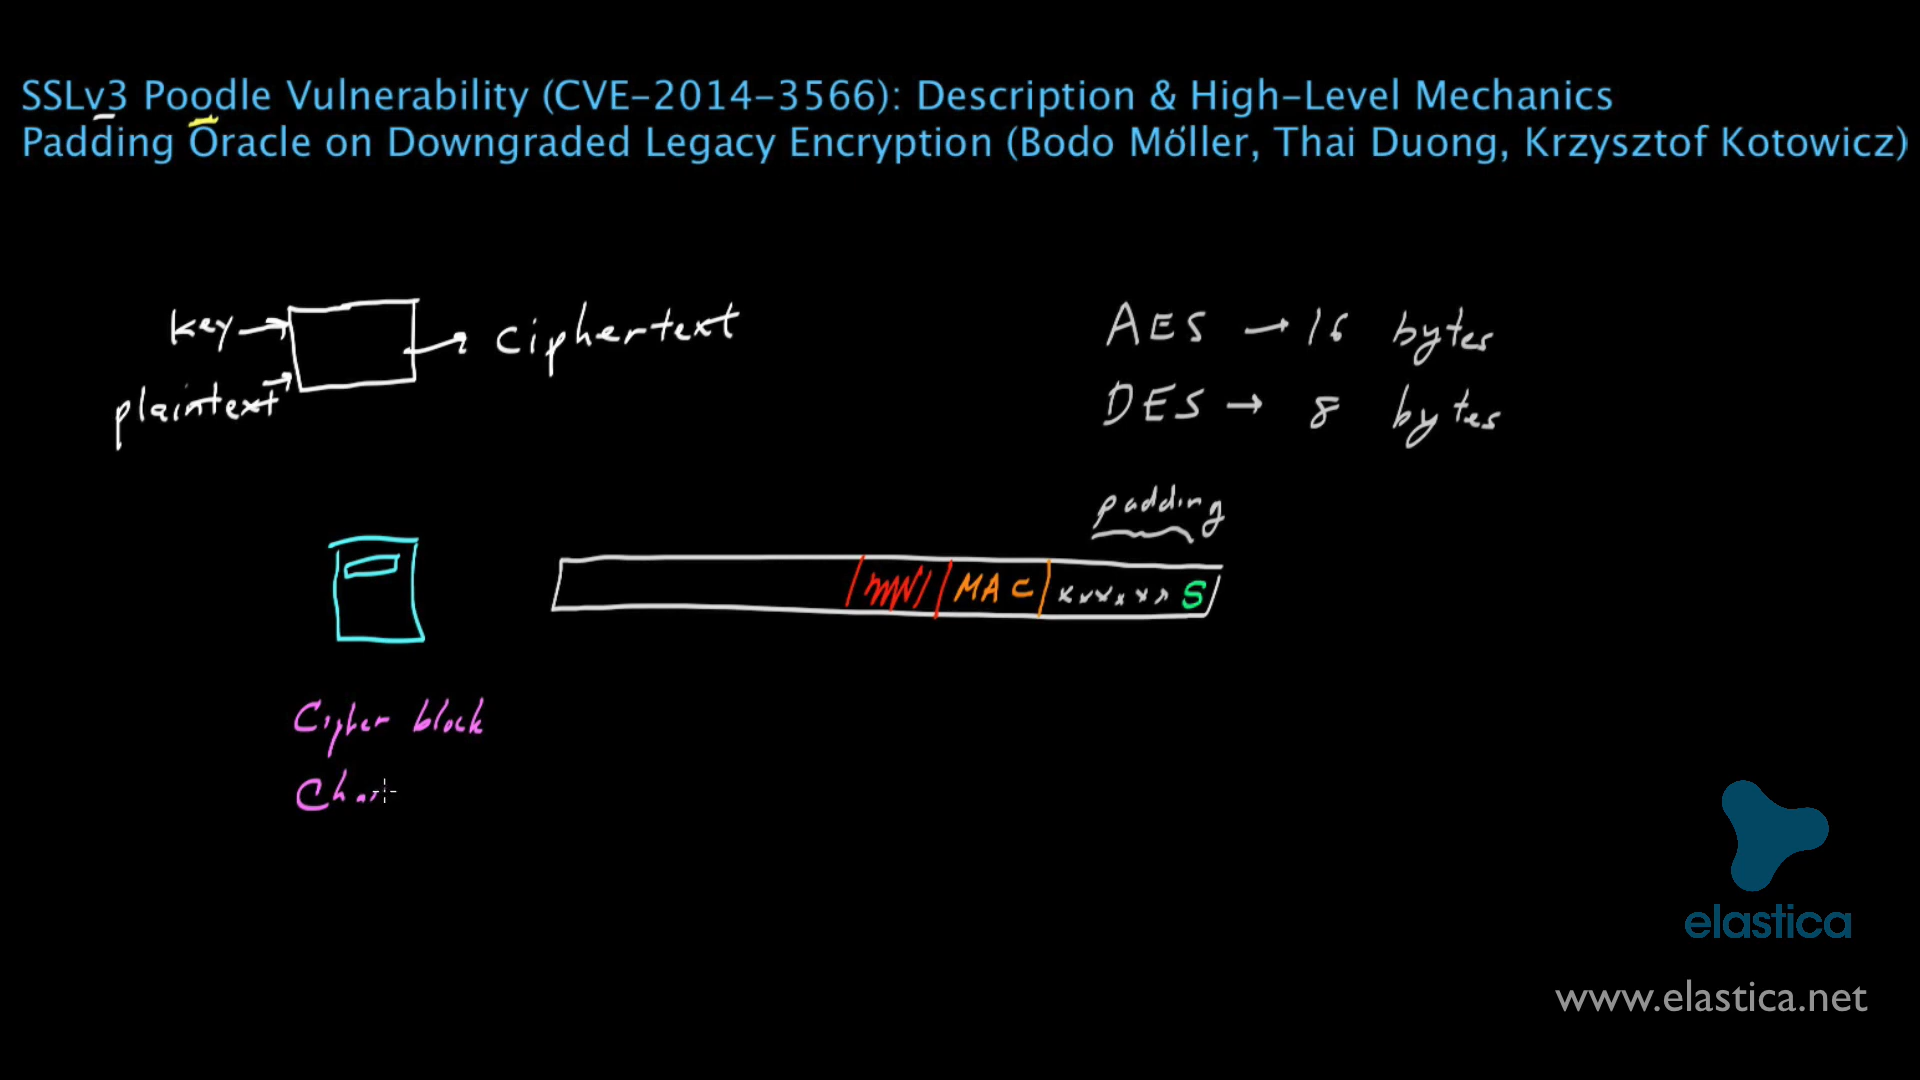 SSLv3 Poodle Vulnerability (CVE-2014-3566): Description & High-Level Mechanics
Padding Oracle on Downgraded Legacy Encryption (Bodo Möller, Thai Duong, Krzysztof Kotowicz)
key
ciphertext
plaintext
AES → 16 bytes
DES → 8 bytes
padding
MAC xxxxxx S
Cipher block
Chai
elastica
www.elastica.net